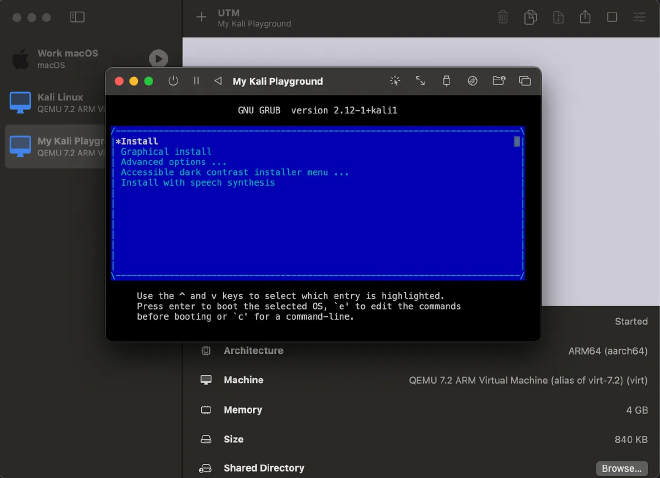 UTM
My Kali Playground
Work macOS
macOS
Kali Linux
QEMU 7.2 ARM
My Kali Playgr
QEMU 7.2 ARM
My Kali Playground
GNU GRUB version 2.12-1+kali1
*Install
Graphical install
Advanced options ...
Accessible dark contrast installer menu ...
Install with speech synthesis
Use the ^ and v keys to select which entry is highlighted.
Press enter to boot the selected OS, `e' to edit the commands
before booting or `c' for a command-line.
Started
Architecture ARM64 (aarch64)
Machine QEMU 7.2 ARM Virtual Machine (alias of virt-7.2) (virt)
Memory 4 GB
Size 840 KB
Shared Directory Browse...